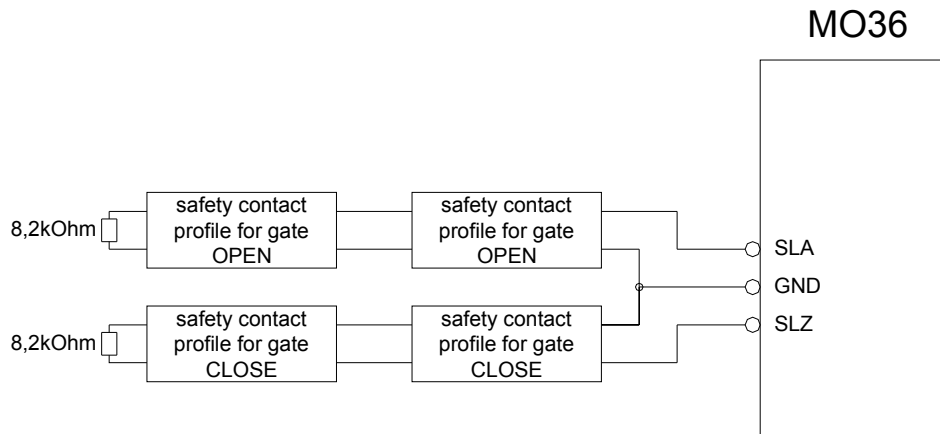 MO36
8,2kOhm
safety contact
profile for gate
OPEN
safety contact
profile for gate
OPEN
SLA
GND
8,2kOhm
safety contact
profile for gate
CLOSE
safety contact
profile for gate
CLOSE
SLZ